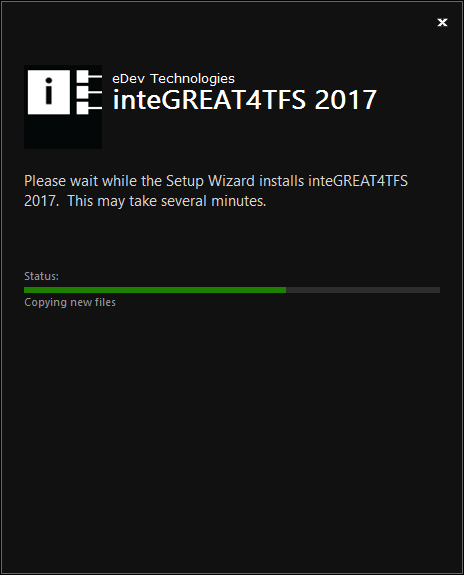 eDev Technologies
inteGREAT4TFS 2017
Please wait while the Setup Wizard installs inteGREAT4TFS
2017.  This may take several minutes.
Status:
Copying new files